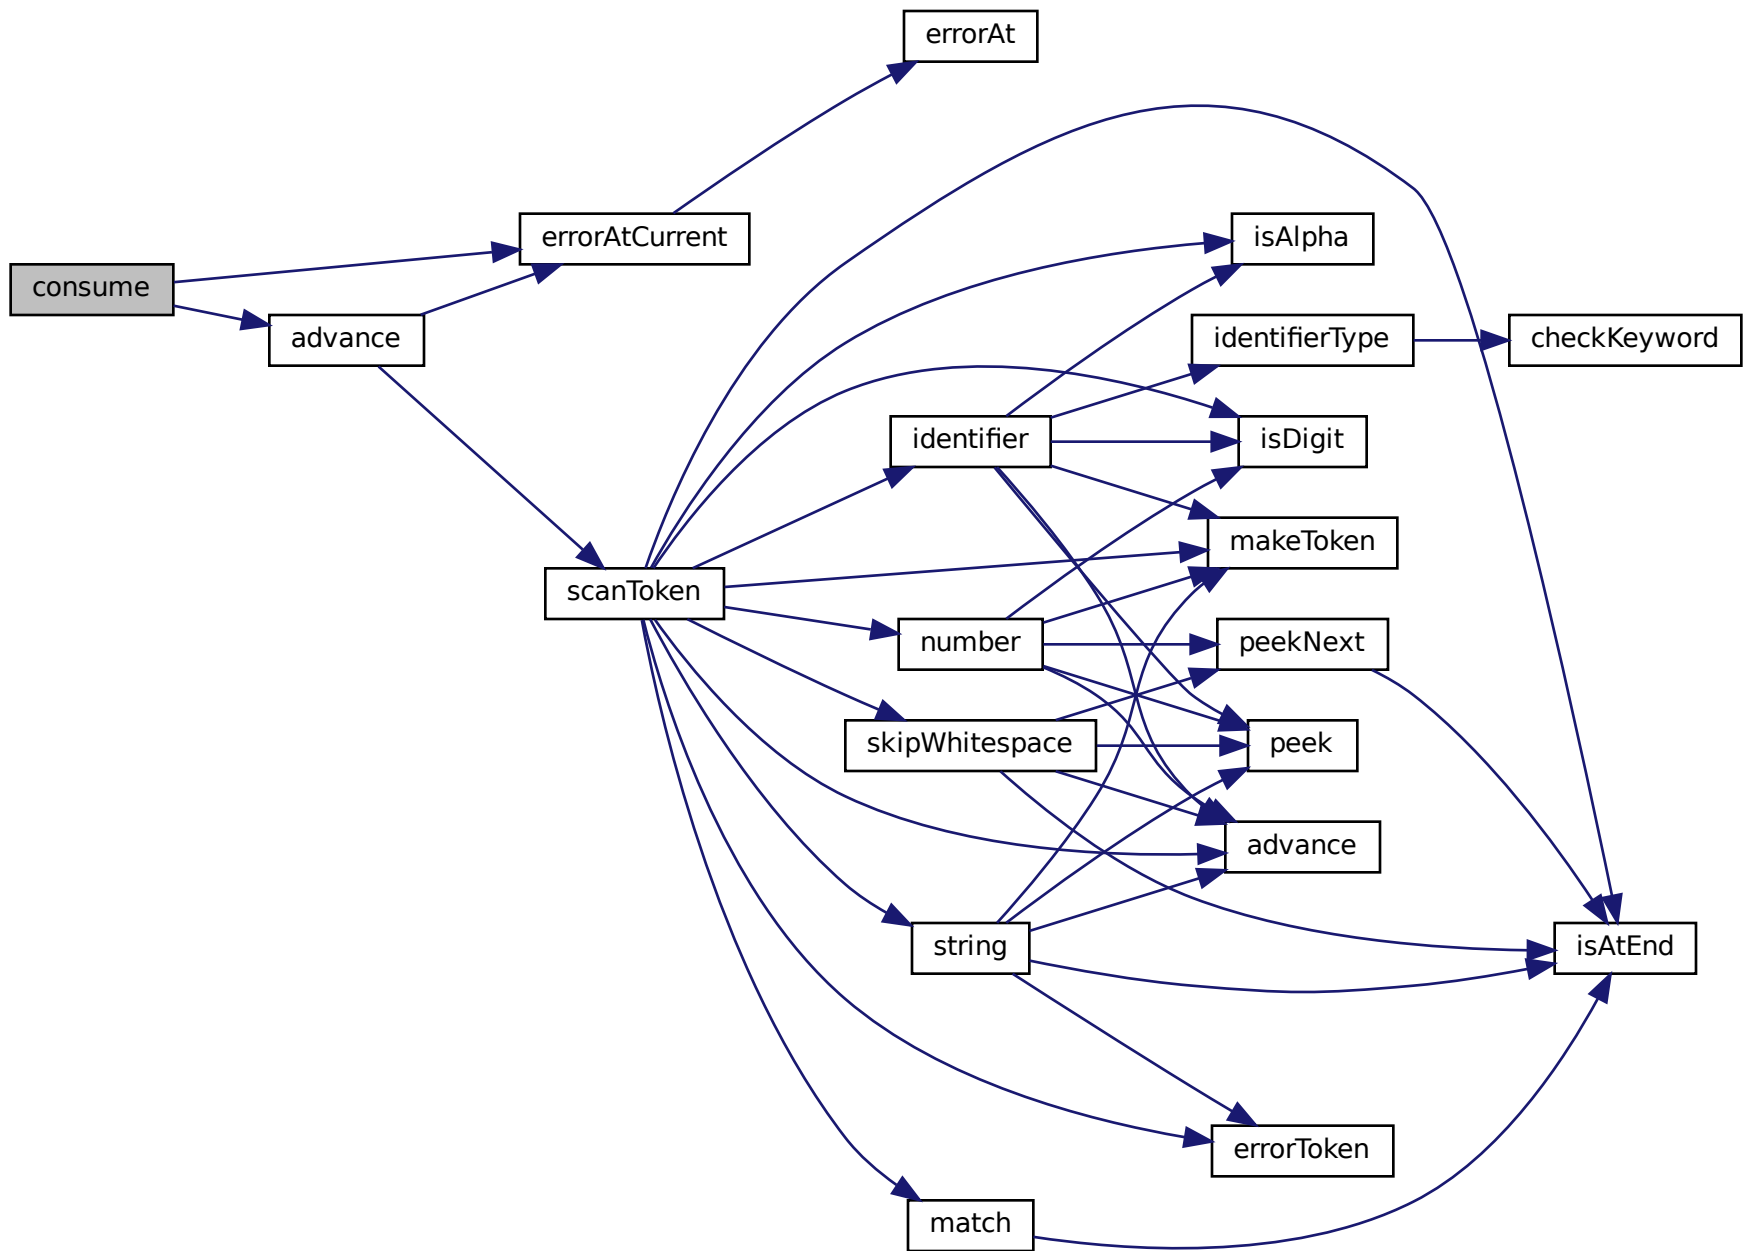 errorAt
errorAtCurrent
isAlpha
consume
advance
identifierType
checkKeyword
identifier
isDigit
makeToken
scanToken
number
peekNext
skipWhitespace
peek
advance
string
isAtEnd
errorToken
match